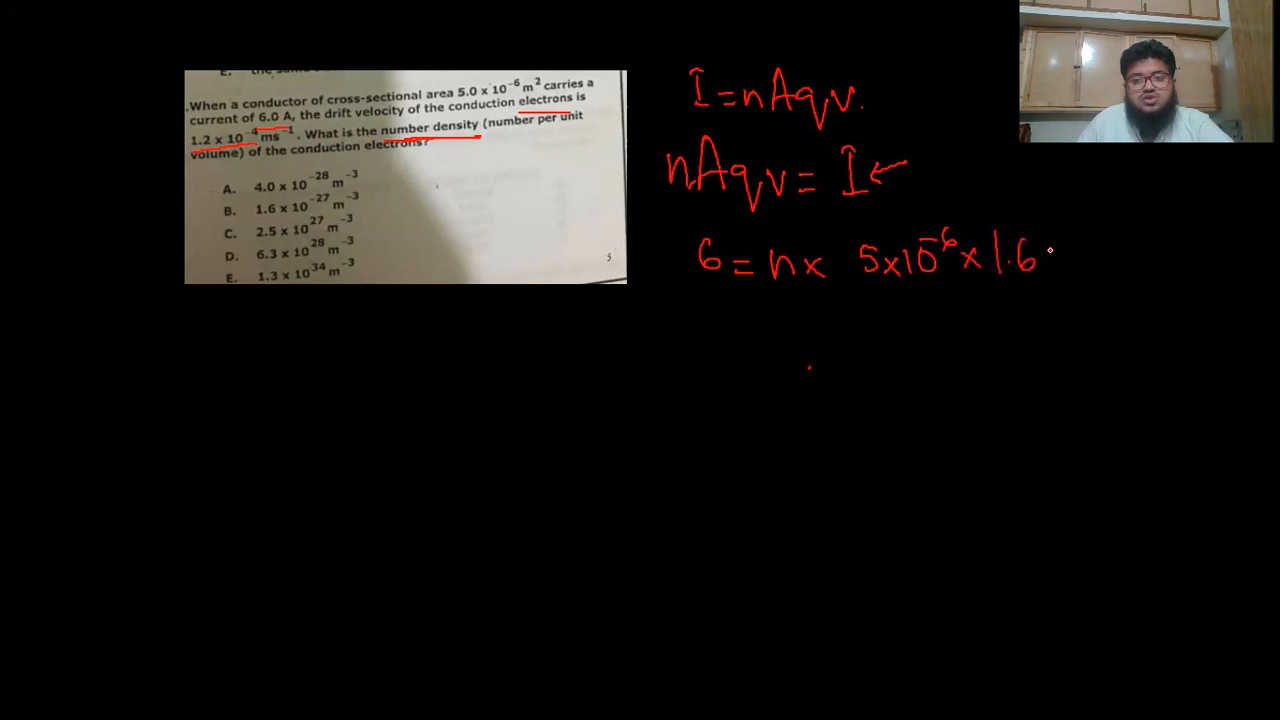 E. the sam
.When a conductor of cross-sectional area 5.0 x 10⁻⁶ m² carries a
current of 6.0 A, the drift velocity of the conduction electrons is
1.2 x 10⁻⁴ ms⁻¹. What is the number density (number per unit
volume) of the conduction electrons?
A. 4.0 x 10⁻²⁸ m⁻³
B. 1.6 x 10⁻²⁷ m⁻³
C. 2.5 x 10²⁷ m⁻³
D. 6.3 x 10²⁸ m⁻³
E. 1.3 x 10³⁴ m⁻³
5
I = nAqv.
nAqv = I ←
6 = n x 5x10⁻⁶ x 1.6